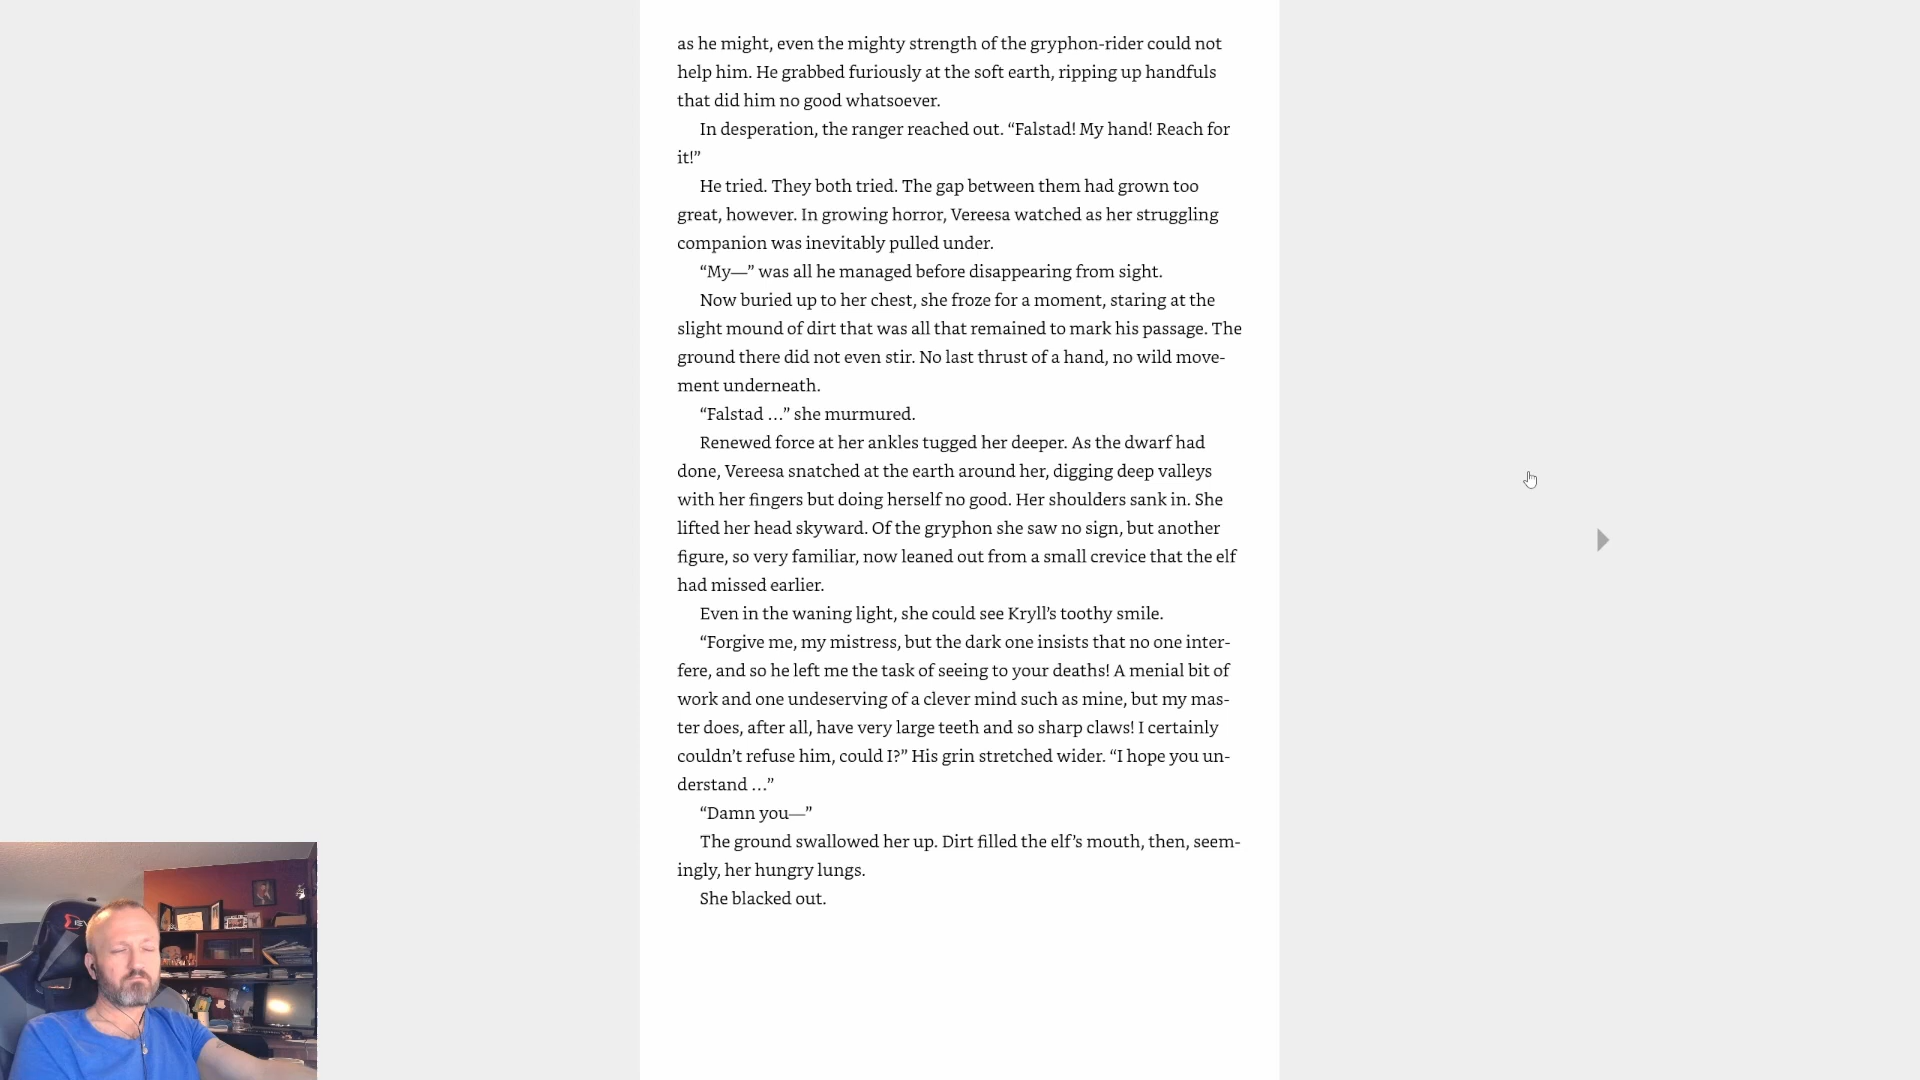 as he might, even the mighty strength of the gryphon-rider could not
help him. He grabbed furiously at the soft earth, ripping up handfuls
that did him no good whatsoever.
In desperation, the ranger reached out. “Falstad! My hand! Reach for
it!”
He tried. They both tried. The gap between them had grown too
great, however. In growing horror, Vereesa watched as her struggling
companion was inevitably pulled under.
“My—” was all he managed before disappearing from sight.
Now buried up to her chest, she froze for a moment, staring at the
slight mound of dirt that was all that remained to mark his passage. The
ground there did not even stir. No last thrust of a hand, no wild move-
ment underneath.
“Falstad …” she murmured.
Renewed force at her ankles tugged her deeper. As the dwarf had
done, Vereesa snatched at the earth around her, digging deep valleys
with her fingers but doing herself no good. Her shoulders sank in. She
lifted her head skyward. Of the gryphon she saw no sign, but another
figure, so very familiar, now leaned out from a small crevice that the elf
had missed earlier.
Even in the waning light, she could see Kryll’s toothy smile.
“Forgive me, my mistress, but the dark one insists that no one inter-
fere, and so he left me the task of seeing to your deaths! A menial bit of
work and one undeserving of a clever mind such as mine, but my mas-
ter does, after all, have very large teeth and so sharp claws! I certainly
couldn’t refuse him, could I?” His grin stretched wider. “I hope you un-
derstand …”
“Damn you—”
The ground swallowed her up. Dirt filled the elf’s mouth, then, seem-
ingly, her hungry lungs.
She blacked out.